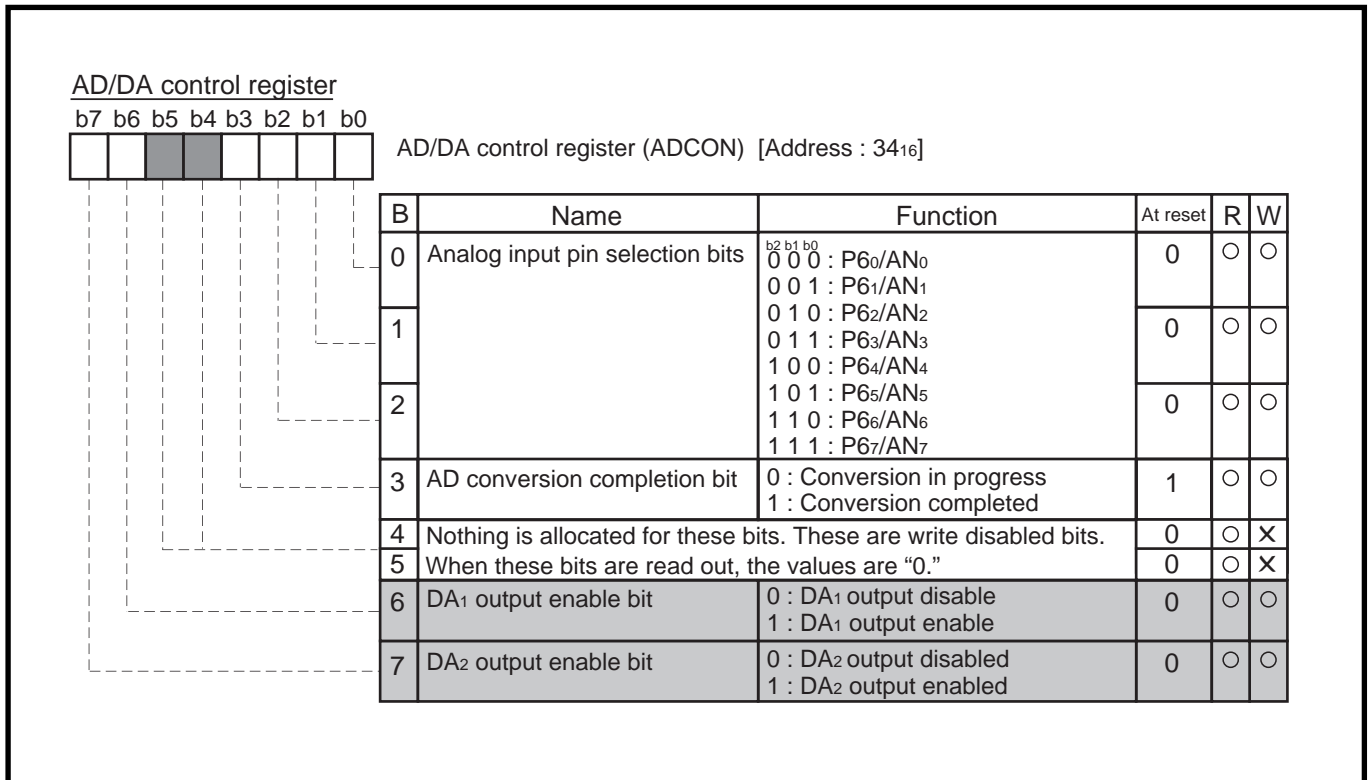 AD/DA control register
b7 b6 b5 b4 b3 b2 b1 b0
AD/DA control register (ADCON) [Address : 3416]
B Name Function At reset R W
0 Analog input pin selection bits b2 b1 b0 0 ○ ○
0 0 0 : P60/AN0
0 0 1 : P61/AN1
0 1 0 : P62/AN2
1 0 1 1 : P63/AN3 0 ○ ○
1 0 0 : P64/AN4
1 0 1 : P65/AN5
2 1 1 0 : P66/AN6 0 ○ ○
1 1 1 : P67/AN7
3 AD conversion completion bit 0 : Conversion in progress 1 ○ ○
1 : Conversion completed
4 Nothing is allocated for these bits. These are write disabled bits. 0 ○ ×
5 When these bits are read out, the values are “0.” 0 ○ ×
6 DA1 output enable bit 0 : DA1 output disable 0 ○ ○
1 : DA1 output enable
7 DA2 output enable bit 0 : DA2 output disabled 0 ○ ○
1 : DA2 output enabled